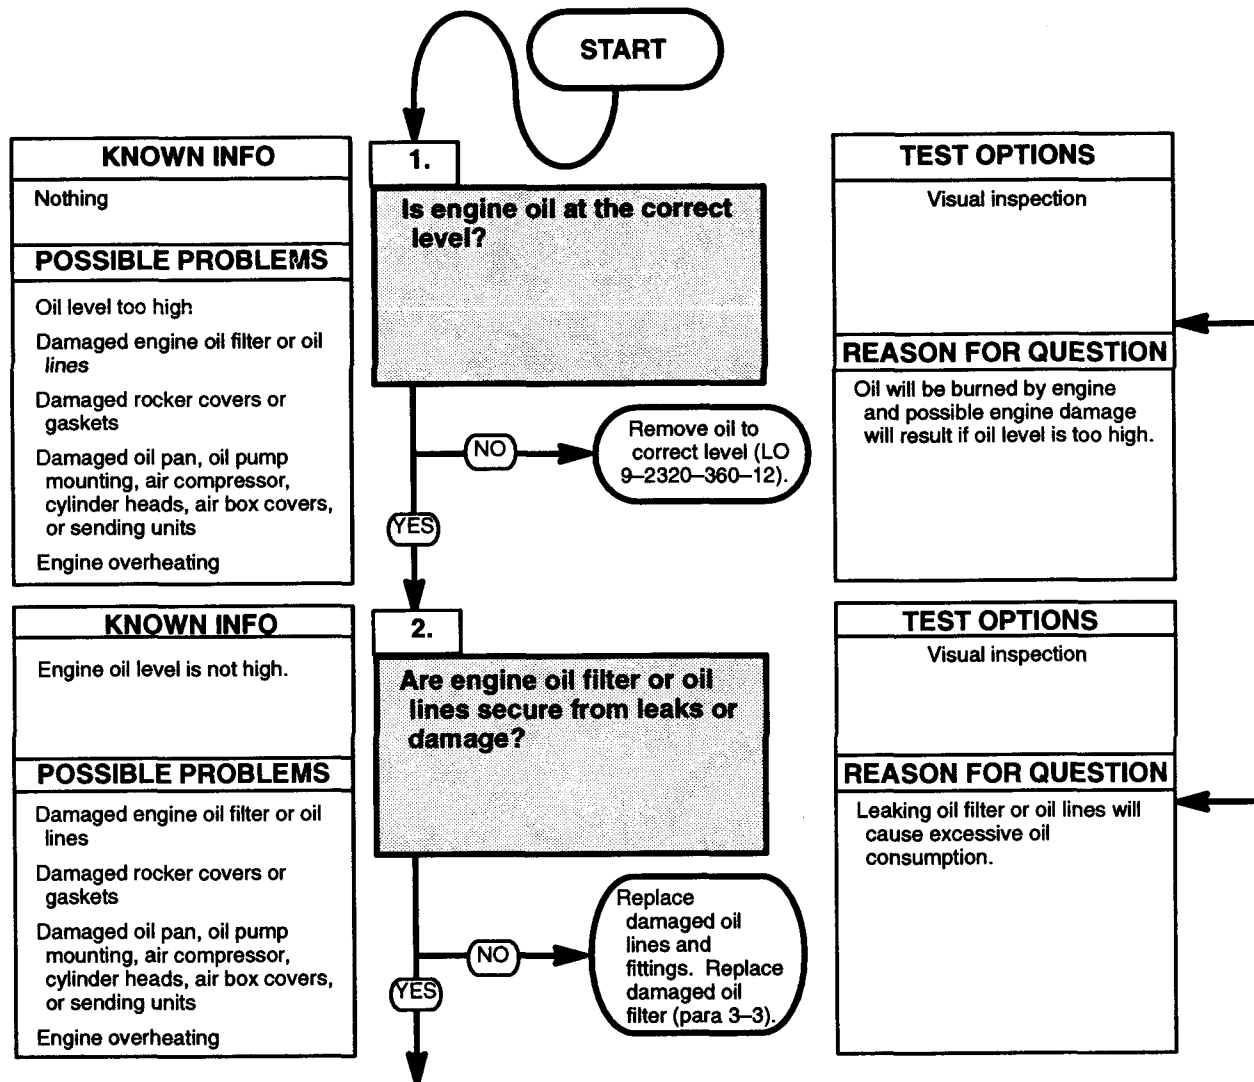 START
KNOWN INFO
Nothing
POSSIBLE PROBLEMS
Oil level too high
Damaged engine oil filter or oil
lines
Damaged rocker covers or
gaskets
Damaged oil pan, oil pump
mounting, air compressor,
cylinder heads, air box covers,
or sending units
Engine overheating
1.
Is engine oil at the correct
level?
NO
Remove oil to
correct level (LO
9–2320–360–12).
YES
TEST OPTIONS
Visual inspection
REASON FOR QUESTION
Oil will be burned by engine
and possible engine damage
will result if oil level is too high.
KNOWN INFO
Engine oil level is not high.
POSSIBLE PROBLEMS
Damaged engine oil filter or oil
lines
Damaged rocker covers or
gaskets
Damaged oil pan, oil pump
mounting, air compressor,
cylinder heads, air box covers,
or sending units
Engine overheating
2.
Are engine oil filter or oil
lines secure from leaks or
damage?
NO
Replace
damaged oil
lines and
fittings. Replace
damaged oil
filter (para 3–3).
YES
TEST OPTIONS
Visual inspection
REASON FOR QUESTION
Leaking oil filter or oil lines will
cause excessive oil
consumption.